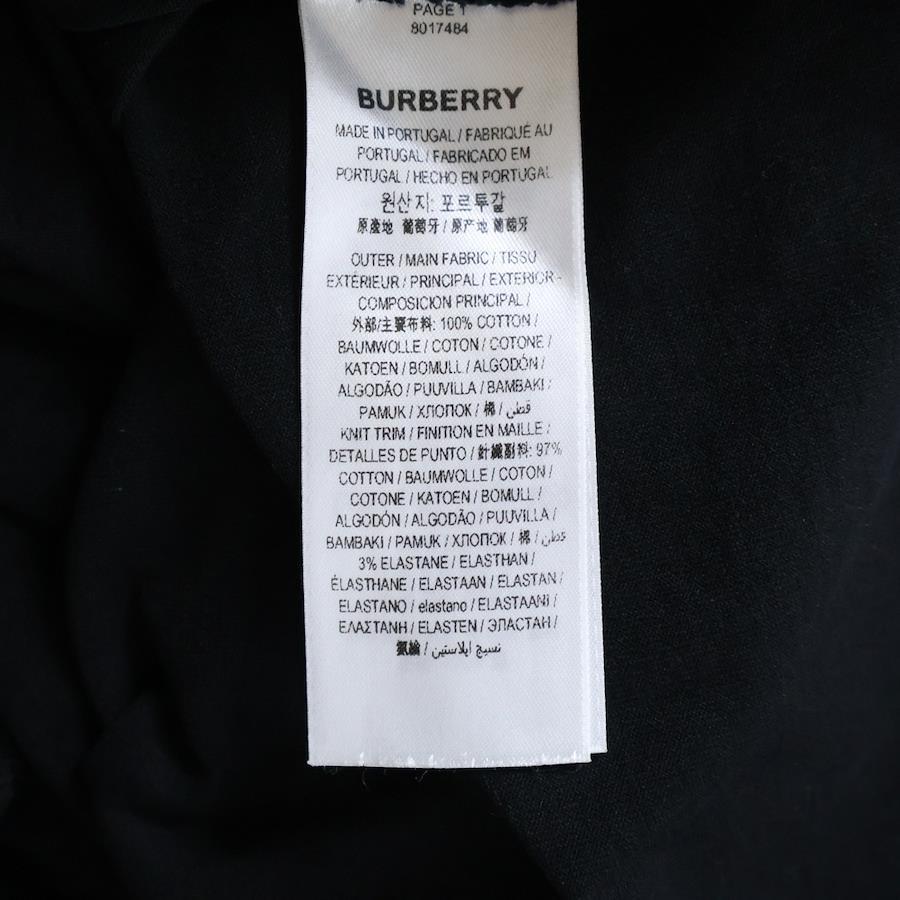 PAGE 1
8017484
BURBERRY
MADE IN PORTUGAL / FABRIQUÉ AU
PORTUGAL / FABRICADO EM
PORTUGAL / HECHO EN PORTUGAL
원산지: 포르투갈
原產地 葡萄牙 / 原产地 葡萄牙
OUTER / MAIN FABRIC / TISSU
EXTÉRIEUR / PRINCIPAL / EXTERIOR-
COMPOSICION PRINCIPAL /
外部/主要布料: 100% COTTON /
BAUMWOLLE / COTON / COTONE /
KATOEN / BOMULL / ALGODÓN /
ALGODÃO / PUUVILLA / BAMBAKI /
PAMUK / ХЛОПОК / 棉 / قطن /
KNIT TRIM / FINITION EN MAILLE /
DETALLES DE PUNTO / 針織副料: 97%
COTTON / BAUMWOLLE / COTON /
COTONE / KATOEN / BOMULL /
ALGODÓN / ALGODÃO / PUUVILLA /
BAMBAKI / PAMUK / ХЛОПОК / 棉 / قطن /
3% ELASTANE / ELASTHAN /
ÉLASTHANE / ELASTAAN / ELASTAN /
ELASTANO / elastano / ELASTAANI /
ΕΛΑΣΤΑΝΗ / ELASTEN / ЭЛАСТАН /
氨綸 / نسيج ايلاستين